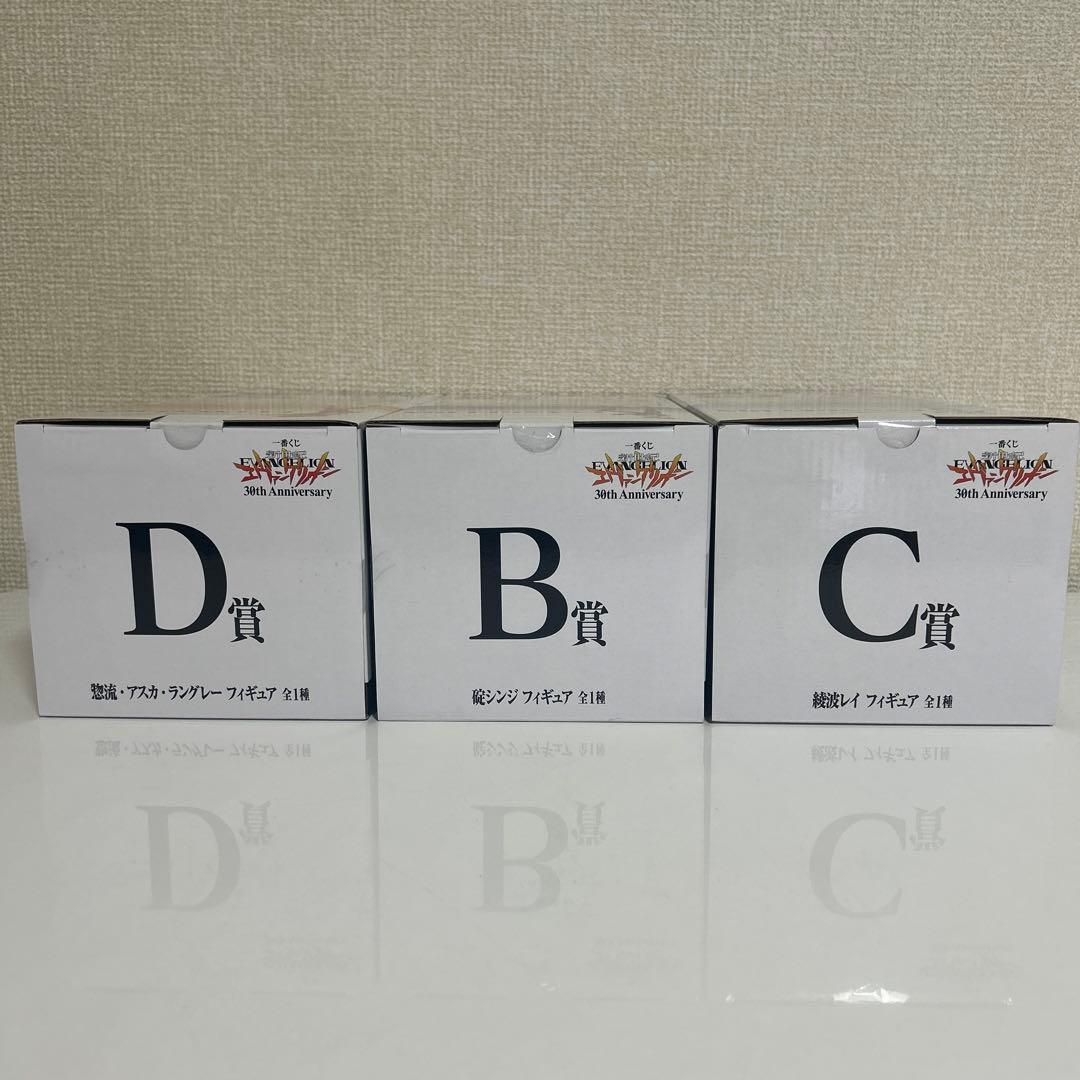 一番くじ
EVANGELION
30th Anniversary
D賞
惣流・アスカ・ラングレー フィギュア 全1種
一番くじ
EVANGELION
30th Anniversary
B賞
碇シンジ フィギュア 全1種
一番くじ
EVANGELION
30th Anniversary
C賞
綾波レイ フィギュア 全1種